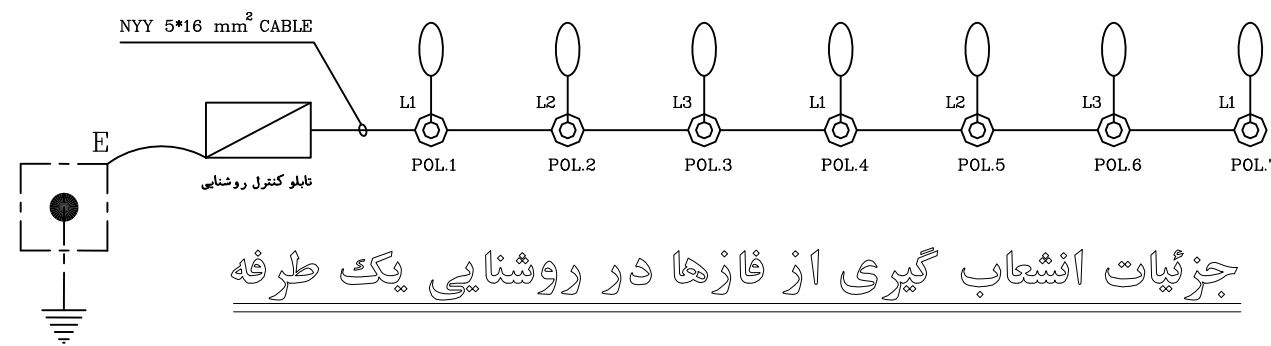 NYY 5*16 mm² CABLE
L1 L2 L3 L1 L2 L3 L1
E
POL.1 POL.2 POL.3 POL.4 POL.5 POL.6 POL.
تابلو کنترل روشنایی
جزئیات انشعاب گیری از فازها در روشنایی یک طرفه